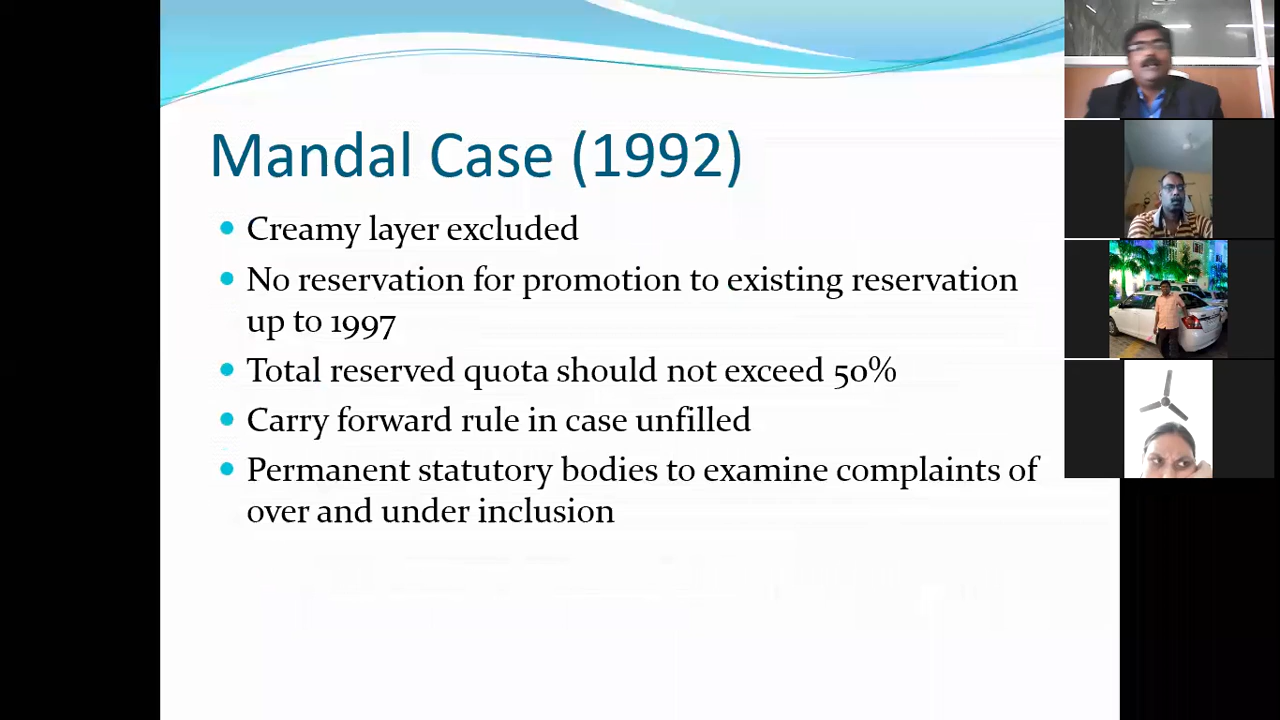 Mandal Case (1992)
Creamy layer excluded
No reservation for promotion to existing reservation
up to 1997
Total reserved quota should not exceed 50%
Carry forward rule in case unfilled
Permanent statutory bodies to examine complaints of
over and under inclusion